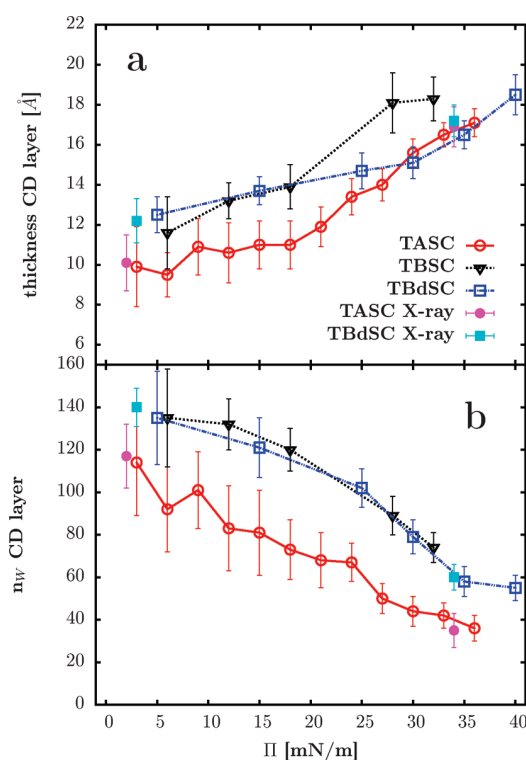 a
thickness CD layer [Å]
22
20
18
16
14
12
10
8
6
TASC
TBSC
TBdSC
TASC X-ray
TBdSC X-ray
b
n_W CD layer
160
140
120
100
80
60
40
20
0
0 5 10 15 20 25 30 35 40
Π [mN/m]